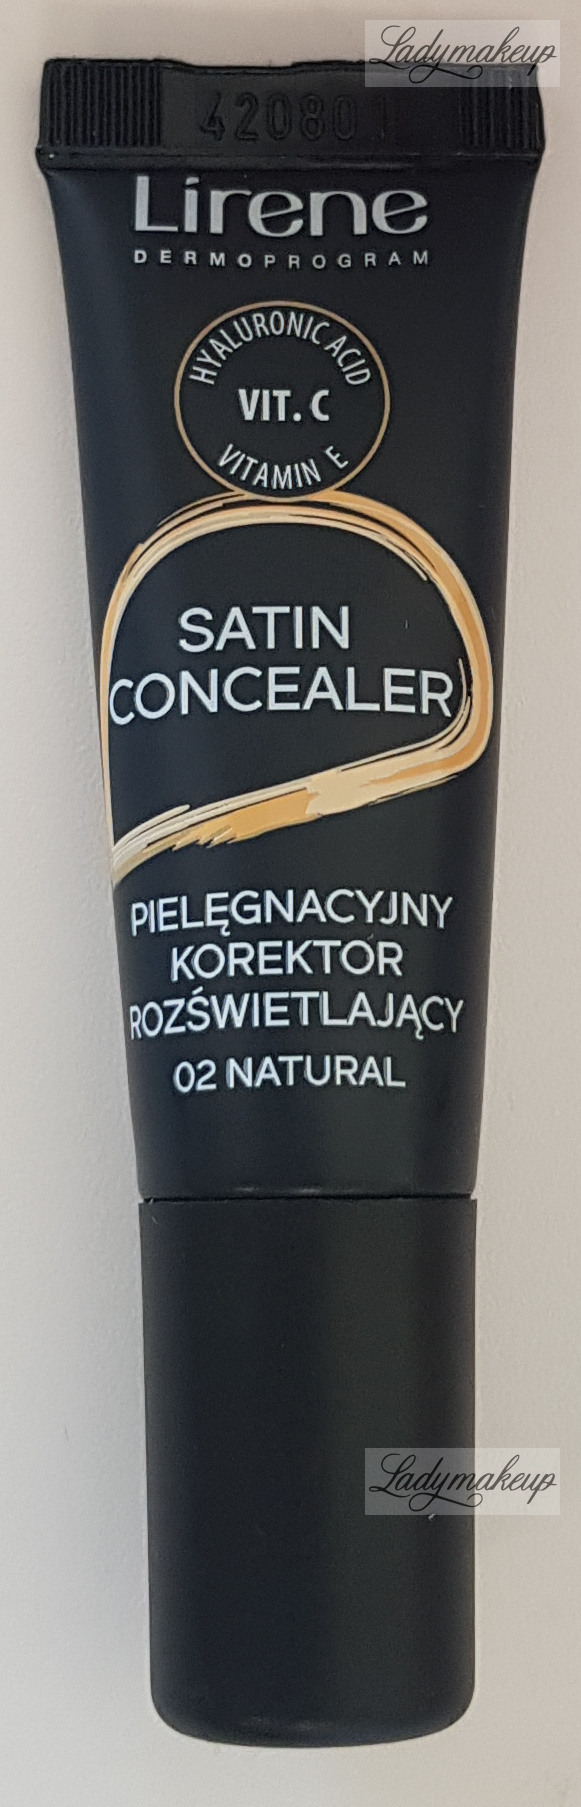 Ladymakeup
420801
Lirene
DERMOPROGRAM
HYALURONIC ACID
VIT. C
VITAMIN E
SATIN
CONCEALER
PIELĘGNACYJNY
KOREKTOR
ROZŚWIETLAJĄCY
02 NATURAL
Ladymakeup